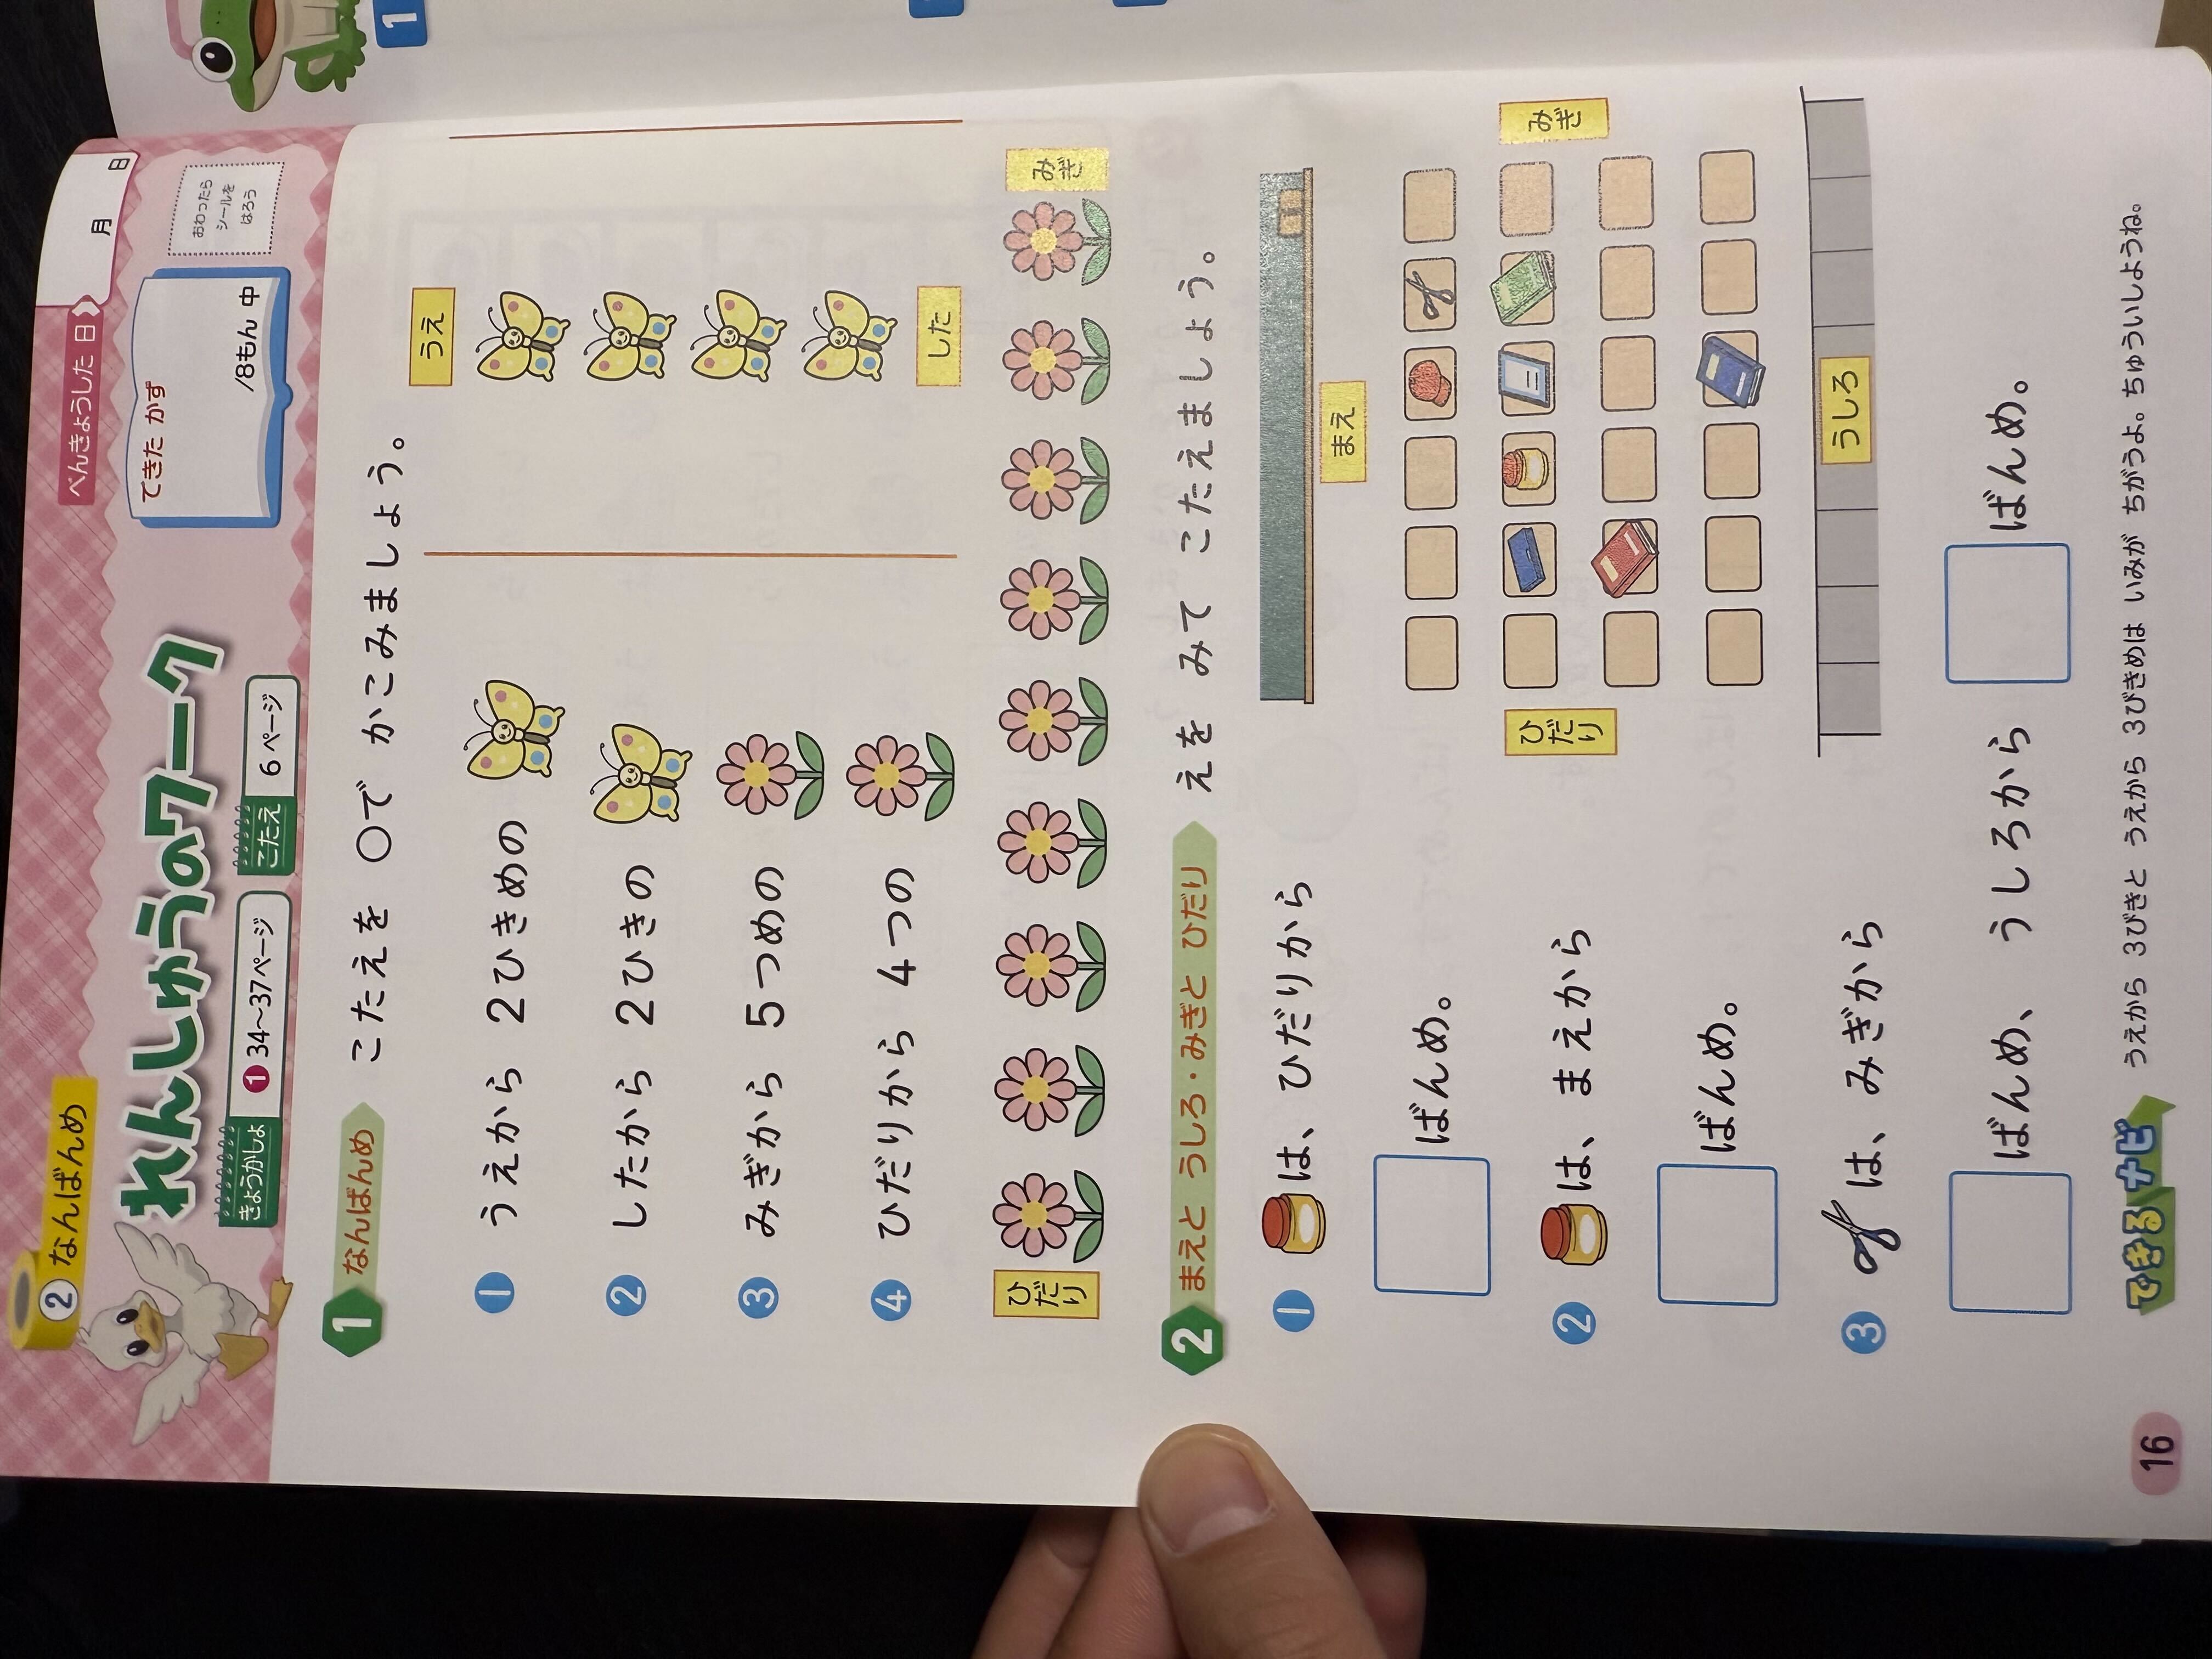 ② なんばんめ
れんしゅうのワーク
きょうかしょ ❶ 34〜37ページ
こたえ 6ページ
べんきょうした 日
月 日
できた かず
/8もん 中
おわったら
シールを
はろう
1 なんばんめ こたえを ○で かこみましょう。
❶ うえから 2ひきめの
❷ したから 2ひきの
❸ みぎから 5つめの
❹ ひだりから 4つの
うえ
した
ひだり
みぎ
2 まえと うしろ・みぎと ひだり えを みて こたえましょう。
❶ は、ひだりから
ばんめ。
❷ は、まえから
ばんめ。
❸ は、みぎから
ばんめ、うしろから ばんめ。
まえ
ひだり
みぎ
うしろ
できるナビ うえから 3びきと うえから 3びきめは いみが ちがうよ。ちゅういしようね。
16
1